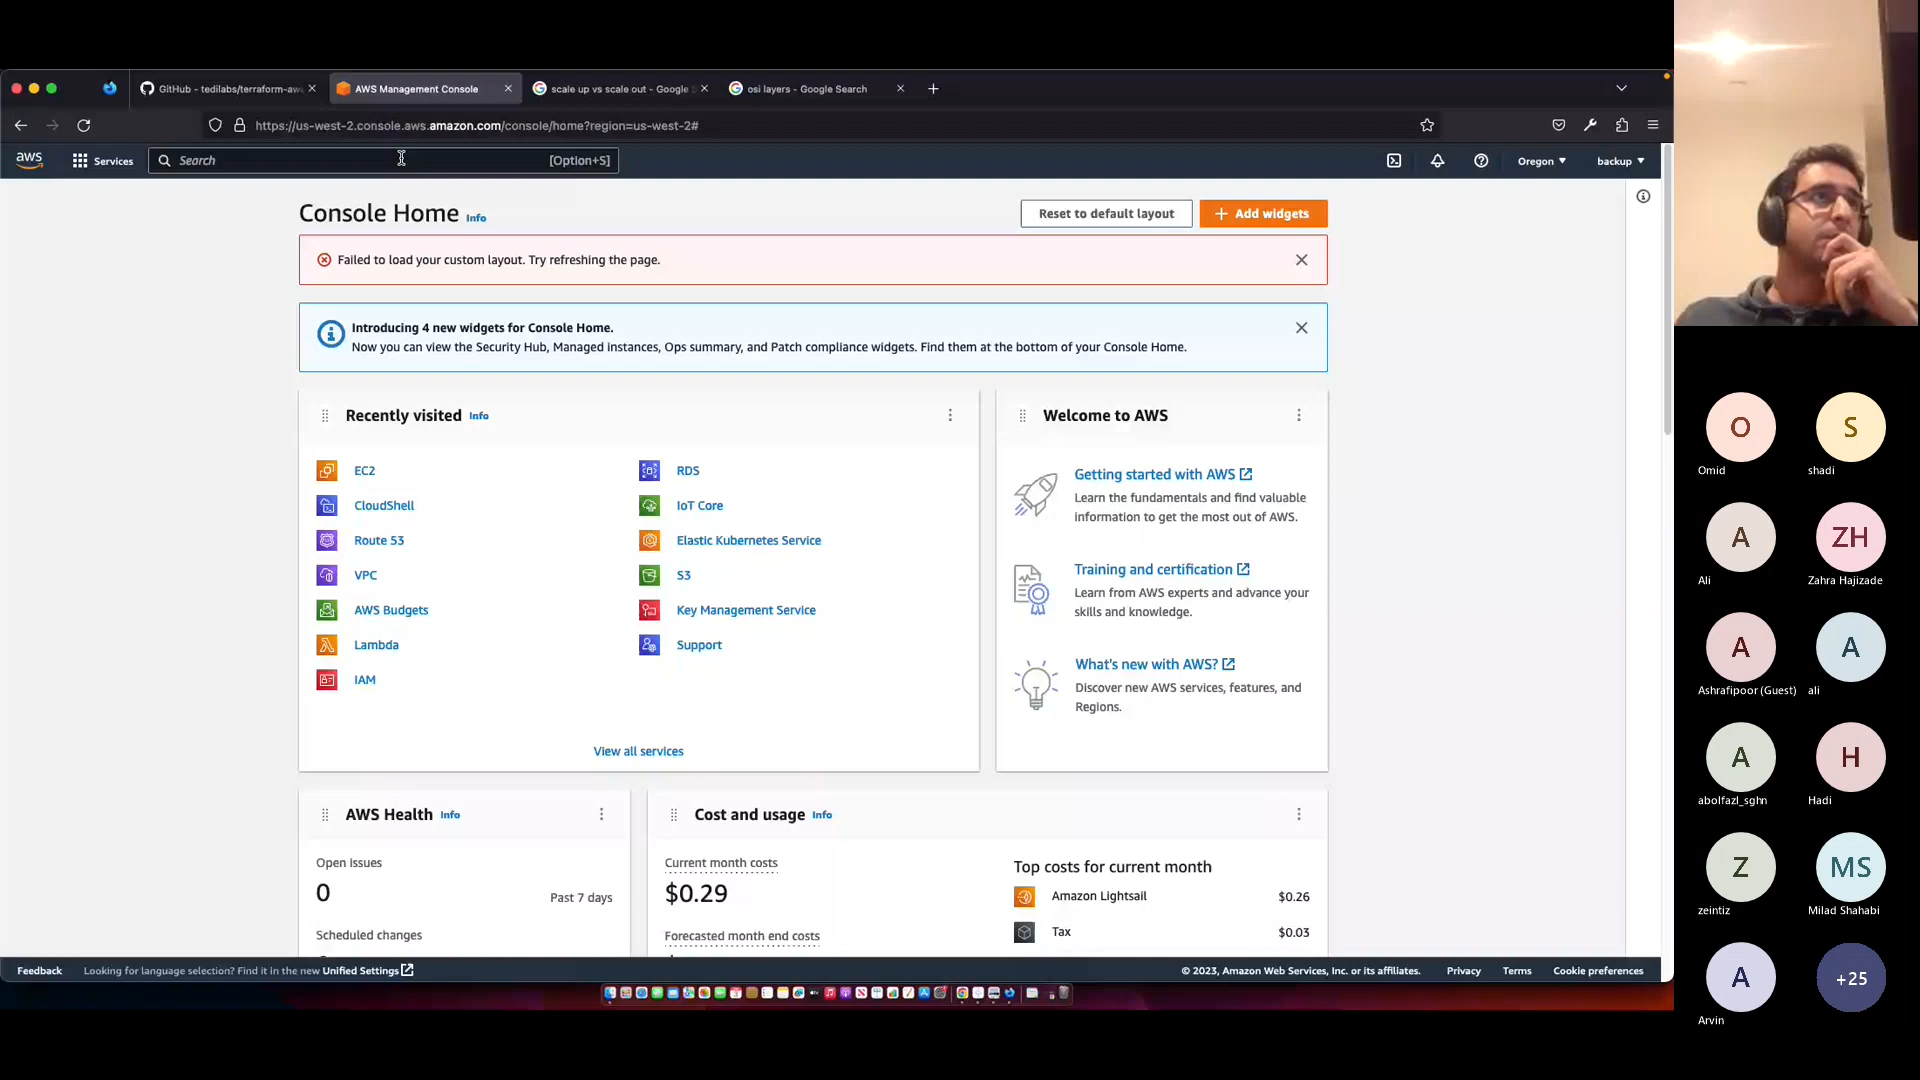 GitHub - tedilabs/terraform-aw
AWS Management Console
scale up vs scale out - Google
osi layers - Google Search
https://us-west-2.console.aws.amazon.com/console/home?region=us-west-2#
aws
Services
Search
[Option+S]
Oregon
backup
Console Home Info
Reset to default layout
Add widgets
Failed to load your custom layout. Try refreshing the page.
Introducing 4 new widgets for Console Home.
Now you can view the Security Hub, Managed instances, Ops summary, and Patch compliance widgets. Find them at the bottom of your Console Home.
Recently visited Info
EC2
CloudShell
Route 53
VPC
AWS Budgets
Lambda
IAM
RDS
IoT Core
Elastic Kubernetes Service
S3
Key Management Service
Support
View all services
Welcome to AWS
Getting started with AWS
Learn the fundamentals and find valuable
information to get the most out of AWS.
Training and certification
Learn from AWS experts and advance your
skills and knowledge.
What's new with AWS?
Discover new AWS services, features, and
Regions.
AWS Health Info
Open issues
0
Past 7 days
Scheduled changes
Cost and usage Info
Current month costs
$0.29
Forecasted month end costs
Top costs for current month
Amazon Lightsail $0.26
Tax $0.03
Feedback
Looking for language selection? Find it in the new Unified Settings
© 2023, Amazon Web Services, Inc. or its affiliates.
Privacy
Terms
Cookie preferences
O
Omid
S
shadi
A
Ali
ZH
Zahra Hajizade
A
Ashrafipoor (Guest)
A
ali
A
abolfazl_sghn
H
Hadi
Z
zeintiz
MS
Milad Shahabi
A
Arvin
+25